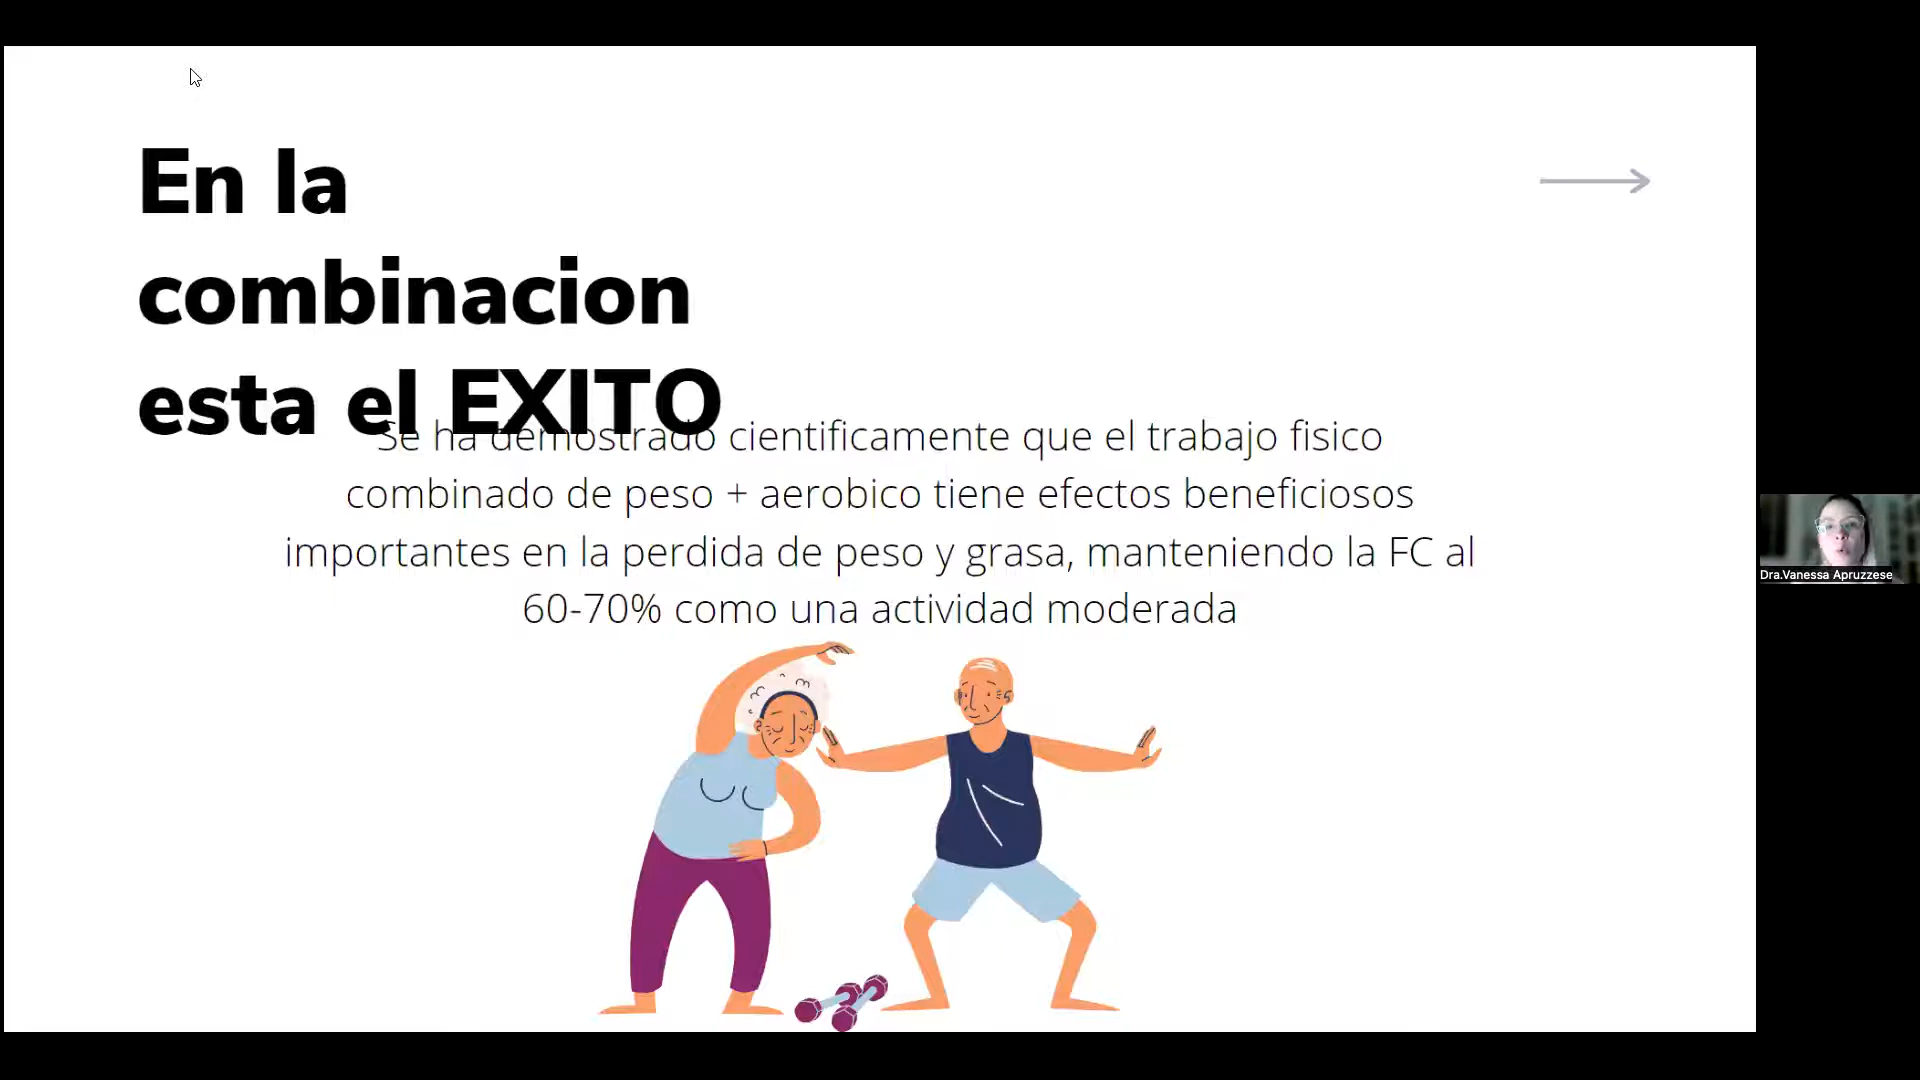 En la
combinacion
esta el EXITO
Se ha demostrado cientificamente que el trabajo fisico
combinado de peso + aerobico tiene efectos beneficiosos
importantes en la perdida de peso y grasa, manteniendo la FC al
60-70% como una actividad moderada
Dra.Vanessa Apruzzese